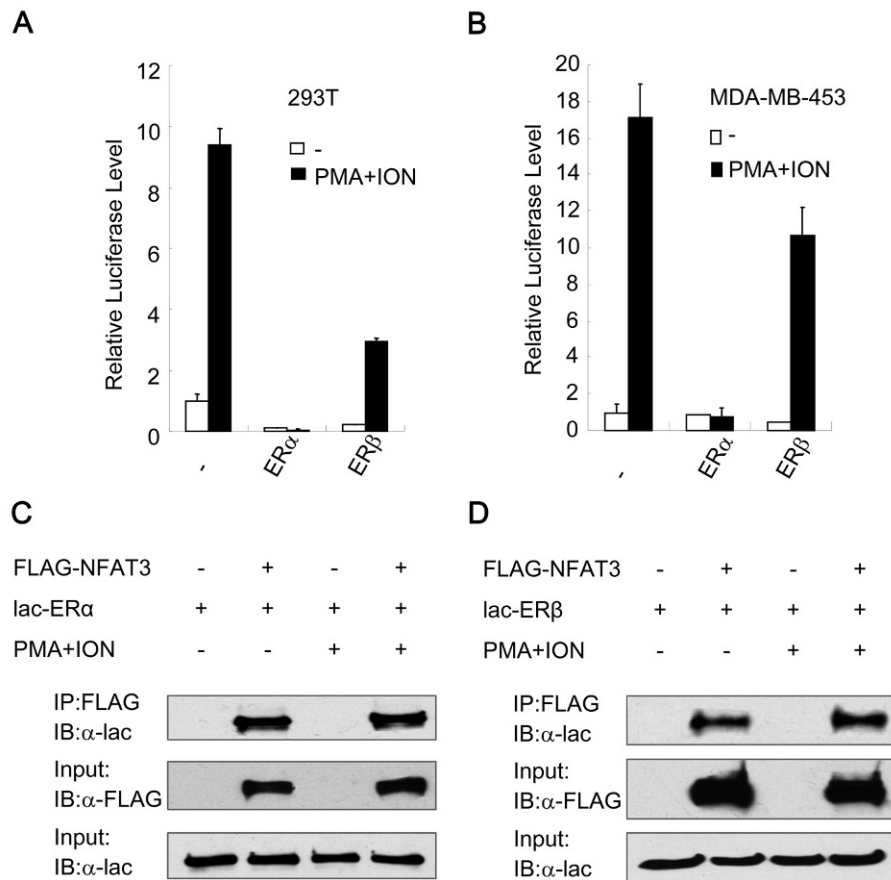 A
12
10
8
6
4
2
0
Relative Luciferase Level
293T
-
PMA+ION
- ERα ERβ
B
20
18
16
14
12
10
8
6
4
2
0
Relative Luciferase Level
MDA-MB-453
-
PMA+ION
- ERα ERβ
C
FLAG-NFAT3 - + - +
lac-ERα + + + +
PMA+ION - - + +
IP:FLAG
IB:α-lac
Input:
IB:α-FLAG
Input:
IB:α-lac
D
FLAG-NFAT3 - + - +
lac-ERβ + + + +
PMA+ION - - + +
IP:FLAG
IB:α-lac
Input:
IB:α-FLAG
Input:
IB:α-lac